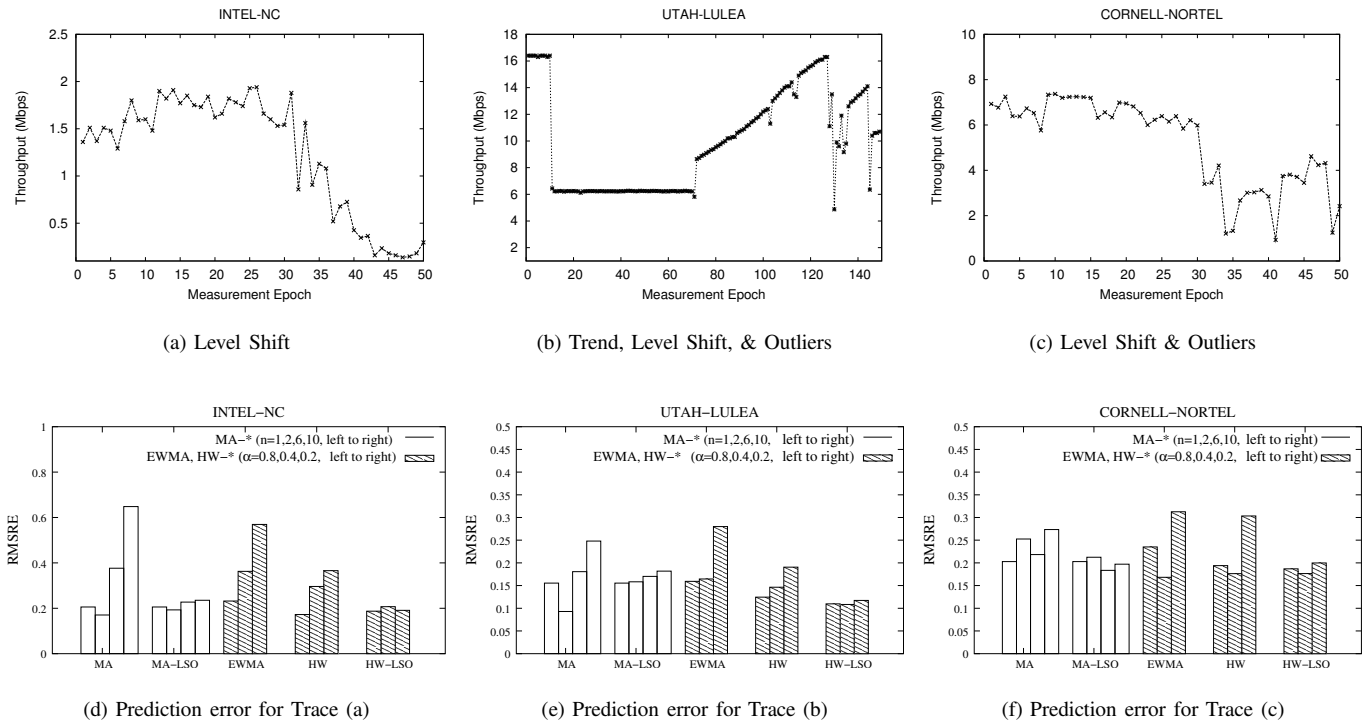 INTEL-NC
2.5
2
1.5
1
0.5
Throughput (Mbps)
0 5 10 15 20 25 30 35 40 45 50
Measurement Epoch
(a) Level Shift
UTAH-LULEA
18
16
14
12
10
8
6
4
2
Throughput (Mbps)
0 20 40 60 80 100 120 140
Measurement Epoch
(b) Trend, Level Shift, & Outliers
CORNELL-NORTEL
10
8
6
4
2
0
Throughput (Mbps)
0 5 10 15 20 25 30 35 40 45 50
Measurement Epoch
(c) Level Shift & Outliers
INTEL−NC
MA−* (n=1,2,6,10, left to right)
EWMA, HW−* (α=0.8,0.4,0.2, left to right)
1
0.8
0.6
0.4
0.2
0
RMSRE
MA MA−LSO EWMA HW HW−LSO
(d) Prediction error for Trace (a)
UTAH−LULEA
MA−* (n=1,2,6,10, left to right)
EWMA, HW−* (α=0.8,0.4,0.2, left to right)
0.5
0.45
0.4
0.35
0.3
0.25
0.2
0.15
0.1
0.05
0
RMSRE
MA MA−LSO EWMA HW HW−LSO
(e) Prediction error for Trace (b)
CORNELL−NORTEL
MA−* (n=1,2,6,10, left to right)
EWMA, HW−* (α=0.8,0.4,0.2, left to right)
0.5
0.45
0.4
0.35
0.3
0.25
0.2
0.15
0.1
0.05
0
RMSRE
MA MA−LSO EWMA HW HW−LSO
(f) Prediction error for Trace (c)